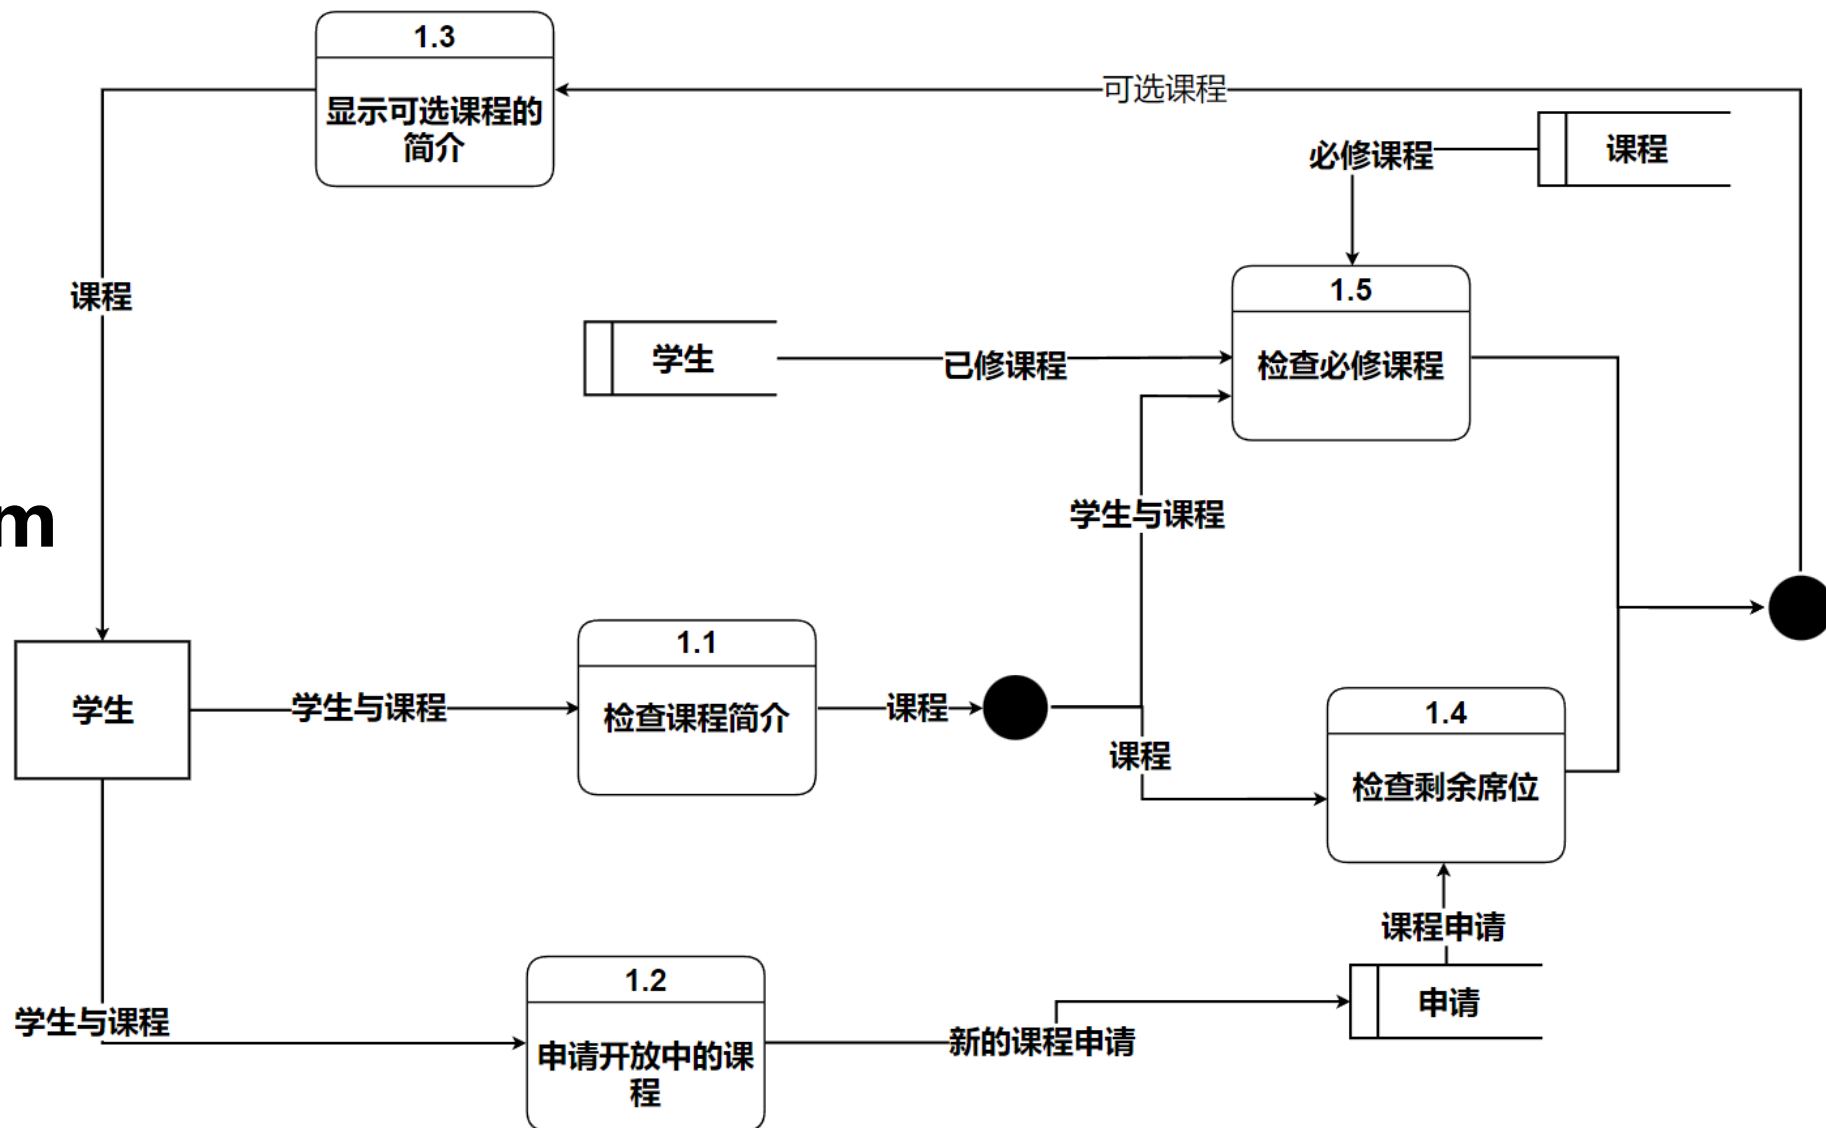 1.3
显示可选课程的
简介
可选课程
必修课程
课程
课程
1.5
检查必修课程
学生
已修课程
m
学生与课程
学生
学生与课程
1.1
检查课程简介
课程
课程
1.4
检查剩余席位
课程申请
学生与课程
1.2
申请开放中的课
程
新的课程申请
申请